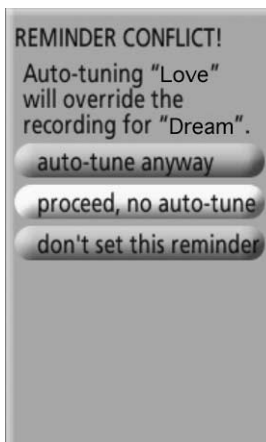 REMINDER CONFLICT!
Auto-tuning "Love"
will override the
recording for "Dream".
auto-tune anyway
proceed, no auto-tune
don't set this reminder